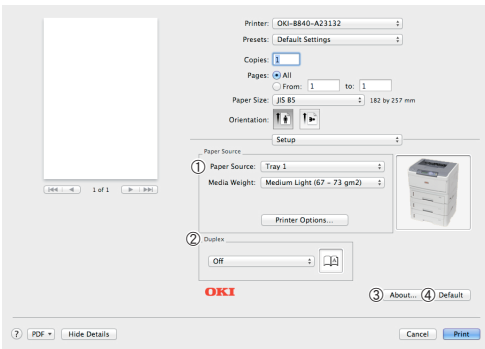 Printer: OKI-B840-A23132
Presets: Default Settings
Copies: 1
Pages: All
From: 1 to: 1
Paper Size: JIS B5 182 by 257 mm
Orientation:
Setup
Paper Source
① Paper Source: Tray 1
Media Weight: Medium Light (67 – 73 gm2)
1 of 1
Printer Options...
② Duplex
Off
A
OKI
③ About... ④ Default
? PDF Hide Details Cancel Print